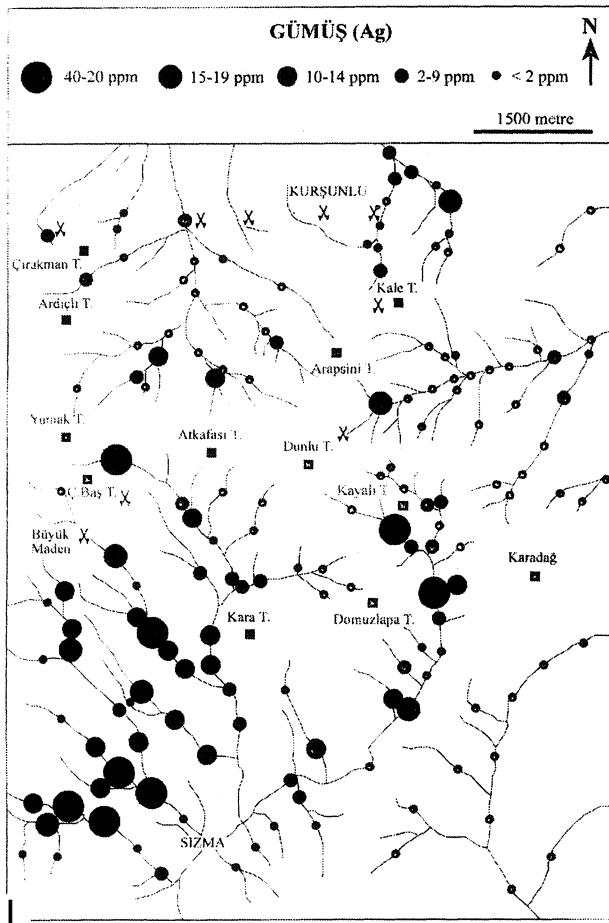 GÜMÜŞ (Ag)
N
40-20 ppm 15-19 ppm 10-14 ppm 2-9 ppm < 2 ppm
1500 metre
KURŞUNLU
Çırakman T.
Ardıçlı T.
Kale T.
Arapsini T.
Yumak T.
Atkafası T.
Dunlu T.
Ç.Baş T.
Kayalı T.
Büyük
Maden
Karadağ
Kara T.
Domuzlapa T.
SIZMA